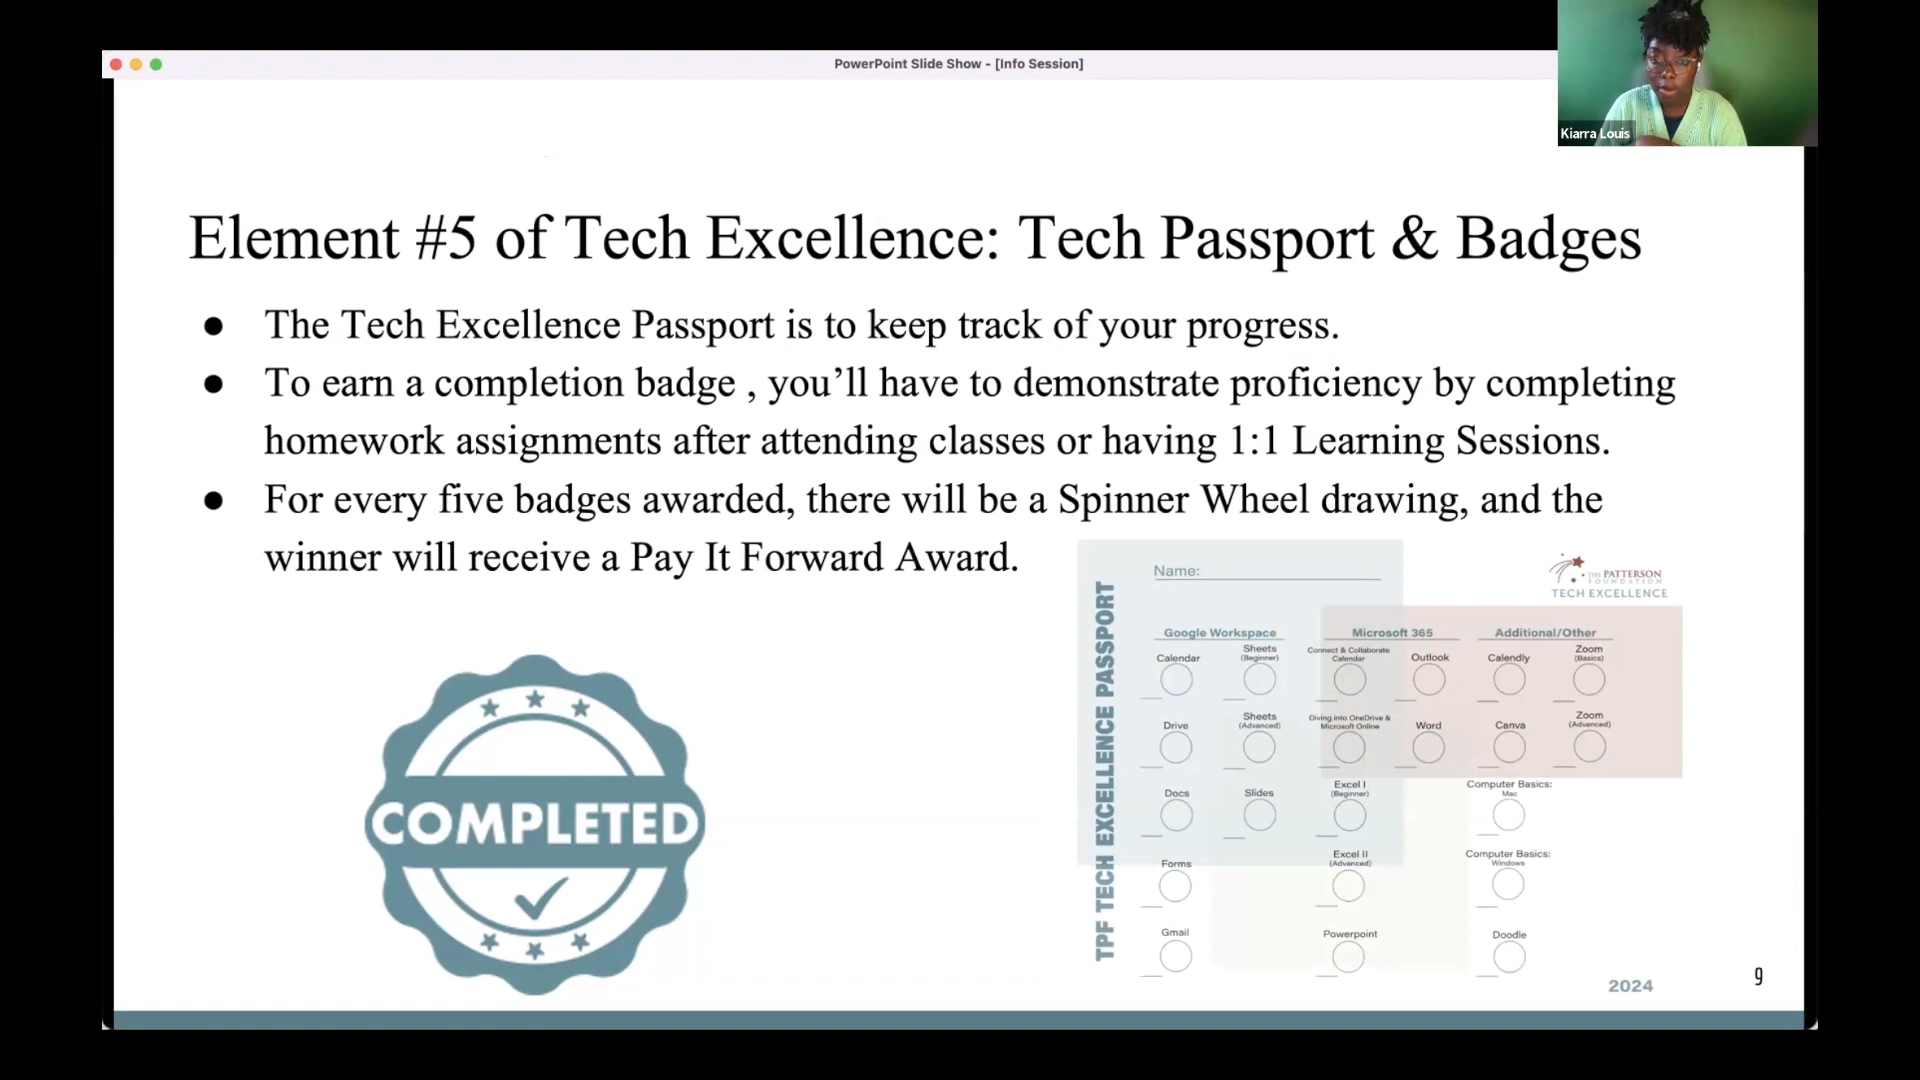 PowerPoint Slide Show - [Info Session]
Kiarra Louis
Element #5 of Tech Excellence: Tech Passport & Badges
● The Tech Excellence Passport is to keep track of your progress.
● To earn a completion badge , you’ll have to demonstrate proficiency by completing
homework assignments after attending classes or having 1:1 Learning Sessions.
● For every five badges awarded, there will be a Spinner Wheel drawing, and the
winner will receive a Pay It Forward Award.
COMPLETED
TPF TECH EXCELLENCE PASSPORT
Name:
THE PATTERSON
FOUNDATION
TECH EXCELLENCE
Google Workspace Microsoft 365 Additional/Other
Calendar
Sheets
(Beginner)
Connect & Collaborate
Calendar
Outlook
Calendly
Zoom
(Basics)
Drive
Sheets
(Advanced)
Diving into OneDrive &
Microsoft Online
Word
Canva
Zoom
(Advanced)
Docs
Slides
Excel I
(Beginner)
Computer Basics:
Mac
Forms
Excel II
(Advanced)
Computer Basics:
Windows
Gmail
Powerpoint
Doodle
2024
9